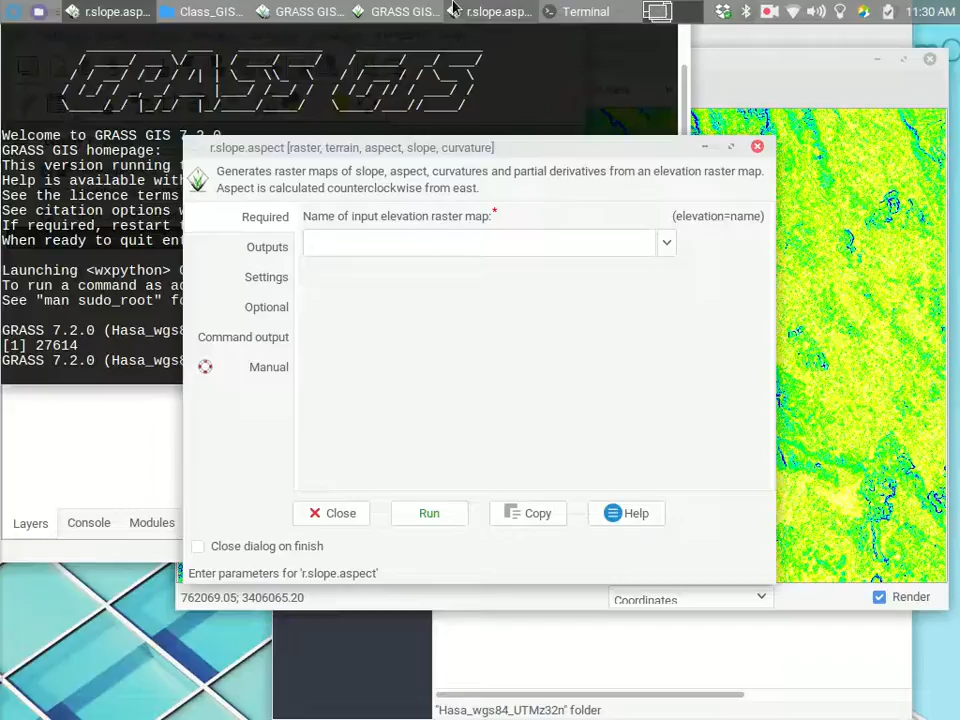 r.slope.asp...
Class_GIS...
GRASS GIS...
GRASS GIS...
r.slope.asp...
Terminal
11:30 AM
GRASS GIS
Welcome to GRASS GIS 7.2.0
GRASS GIS homepage:
This version running
Help is available wit
See the licence terms
See citation options
If required, restart
When ready to quit ent
Launching <wxpython>
To run a command as a
See "man sudo_root" f
GRASS 7.2.0 (Hasa_wgs8
[1] 27614
GRASS 7.2.0 (Hasa_wgs8
r.slope.aspect [raster, terrain, aspect, slope, curvature]
Generates raster maps of slope, aspect, curvatures and partial derivatives from an elevation raster map.
Aspect is calculated counterclockwise from east.
Required
Name of input elevation raster map:*
(elevation=name)
Outputs
Settings
Optional
Command output
Manual
Close
Run
Copy
Help
Close dialog on finish
Enter parameters for 'r.slope.aspect'
Layers
Console
Modules
762069.05; 3406065.20
Coordinates
Render
"Hasa_wgs84_UTMz32n" folder